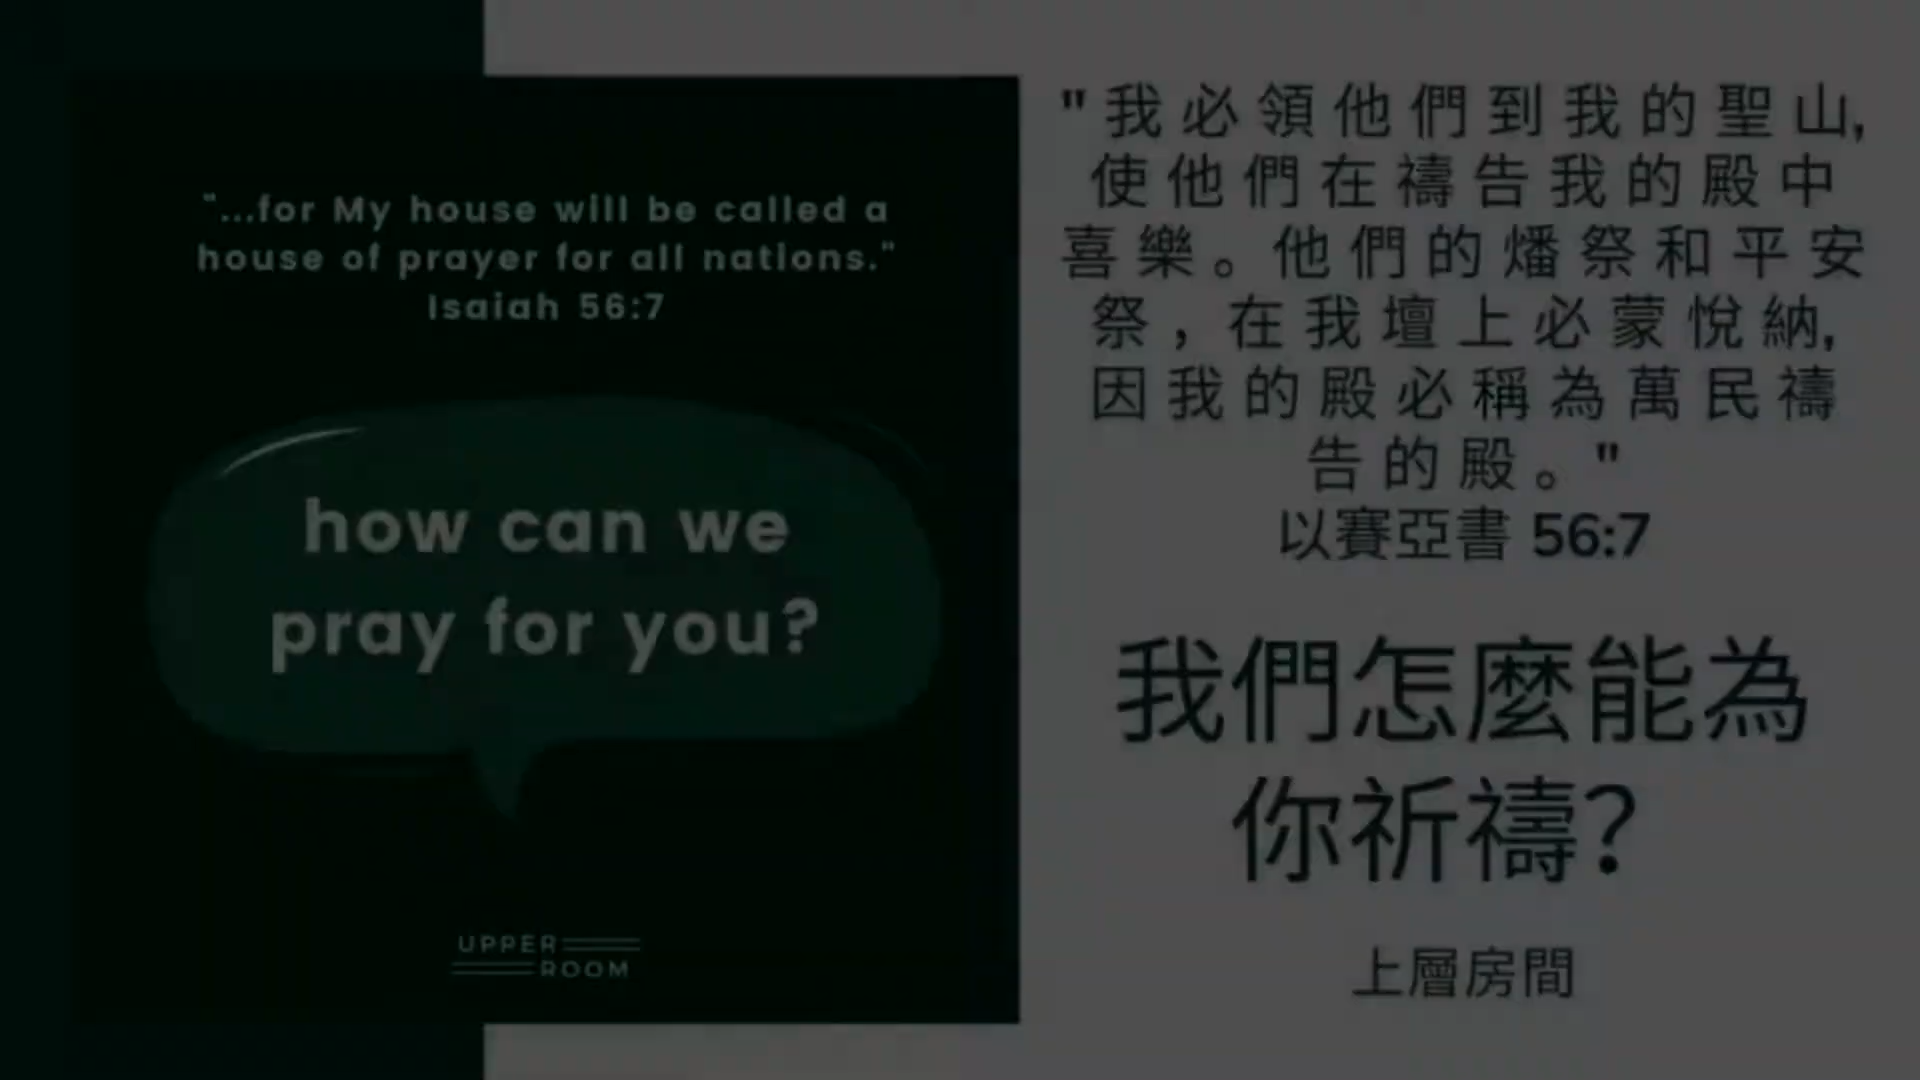 "...for My house will be called a
house of prayer for all nations."
Isaiah 56:7
how can we
pray for you?
UPPER
ROOM
"我必領他們到我的聖山,
使他們在禱告我的殿中
喜樂。他們的燔祭和平安
祭，在我壇上必蒙悅納,
因我的殿必稱為萬民禱
告的殿。"
以賽亞書 56:7
我們怎麼能為
你祈禱?
上層房間